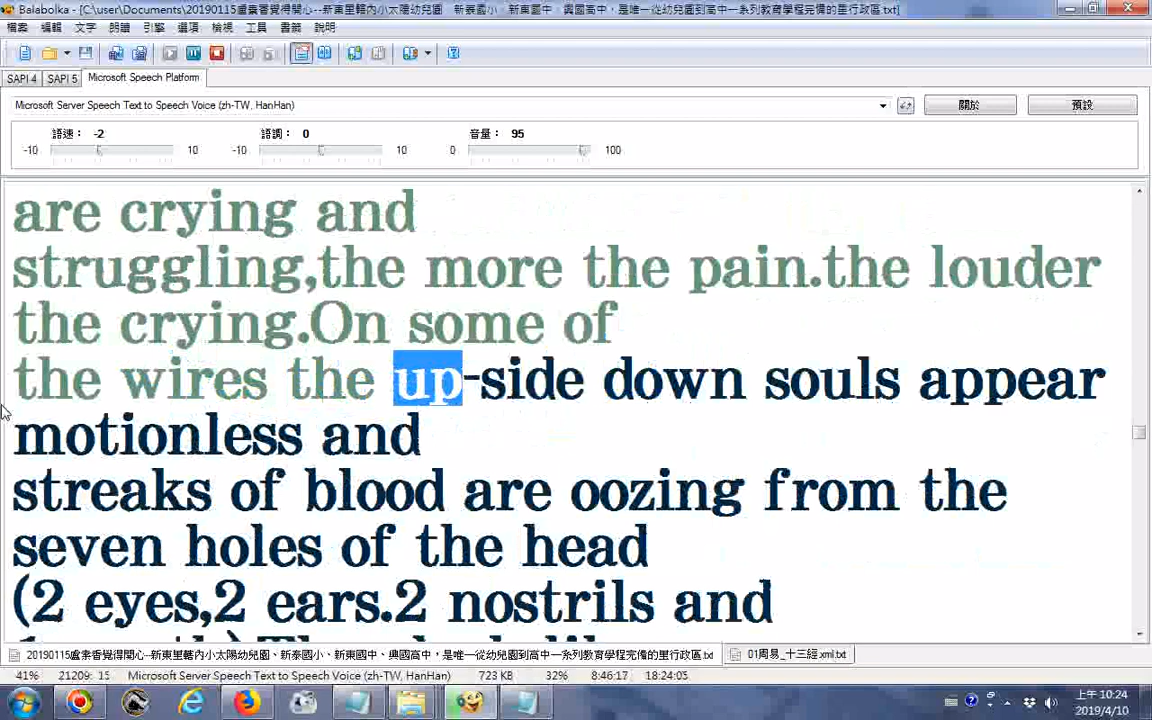 Balabolka - [C:\user\Documents\20190115盧素香覺得開心--新東里轄內小太陽幼兒園 新泰國小、新東國中、興國高中，是唯一從幼兒園到高中一系列教育學程完備的里行政區.txt]
檔案 編輯 文字 朗讀 引擎 選項 檢視 工具 書籤 說明
SAPI 4 SAPI 5 Microsoft Speech Platform
Microsoft Server Speech Text to Speech Voice (zh-TW, HanHan) 關於 預設
語速： -2 語調： 0 音量： 95
-10 10 -10 10 0 100
are crying and
struggling,the more the pain.the louder
the crying.On some of
the wires the up-side down souls appear
motionless and
streaks of blood are oozing from the
seven holes of the head
(2 eyes,2 ears.2 nostrils and
20190115盧素香覺得開心--新東里轄內小太陽幼兒園、新泰國小、新東國中、興國高中，是唯一從幼兒園到高中一系列教育學程完備的里行政區.txt 01周易_十三經.xml.txt
41% 21209: 15 Microsoft Server Speech Text to Speech Voice (zh-TW, HanHan) 723 KB 32% 8:46:17 18:24:05
上午 10:24
2019/4/10